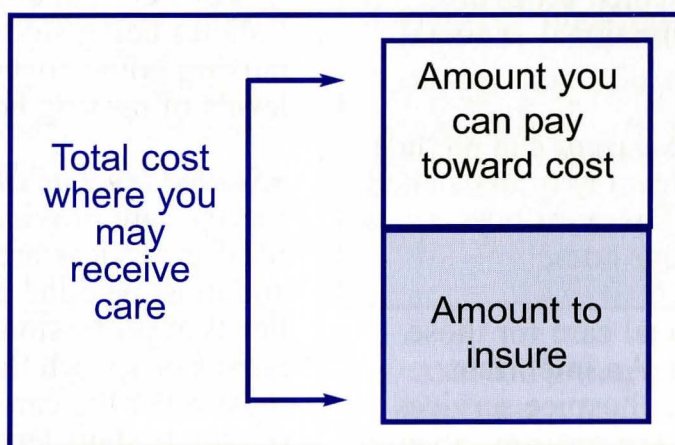 Total cost
where you
may
receive
care
Amount you
can pay
toward cost
Amount to
insure